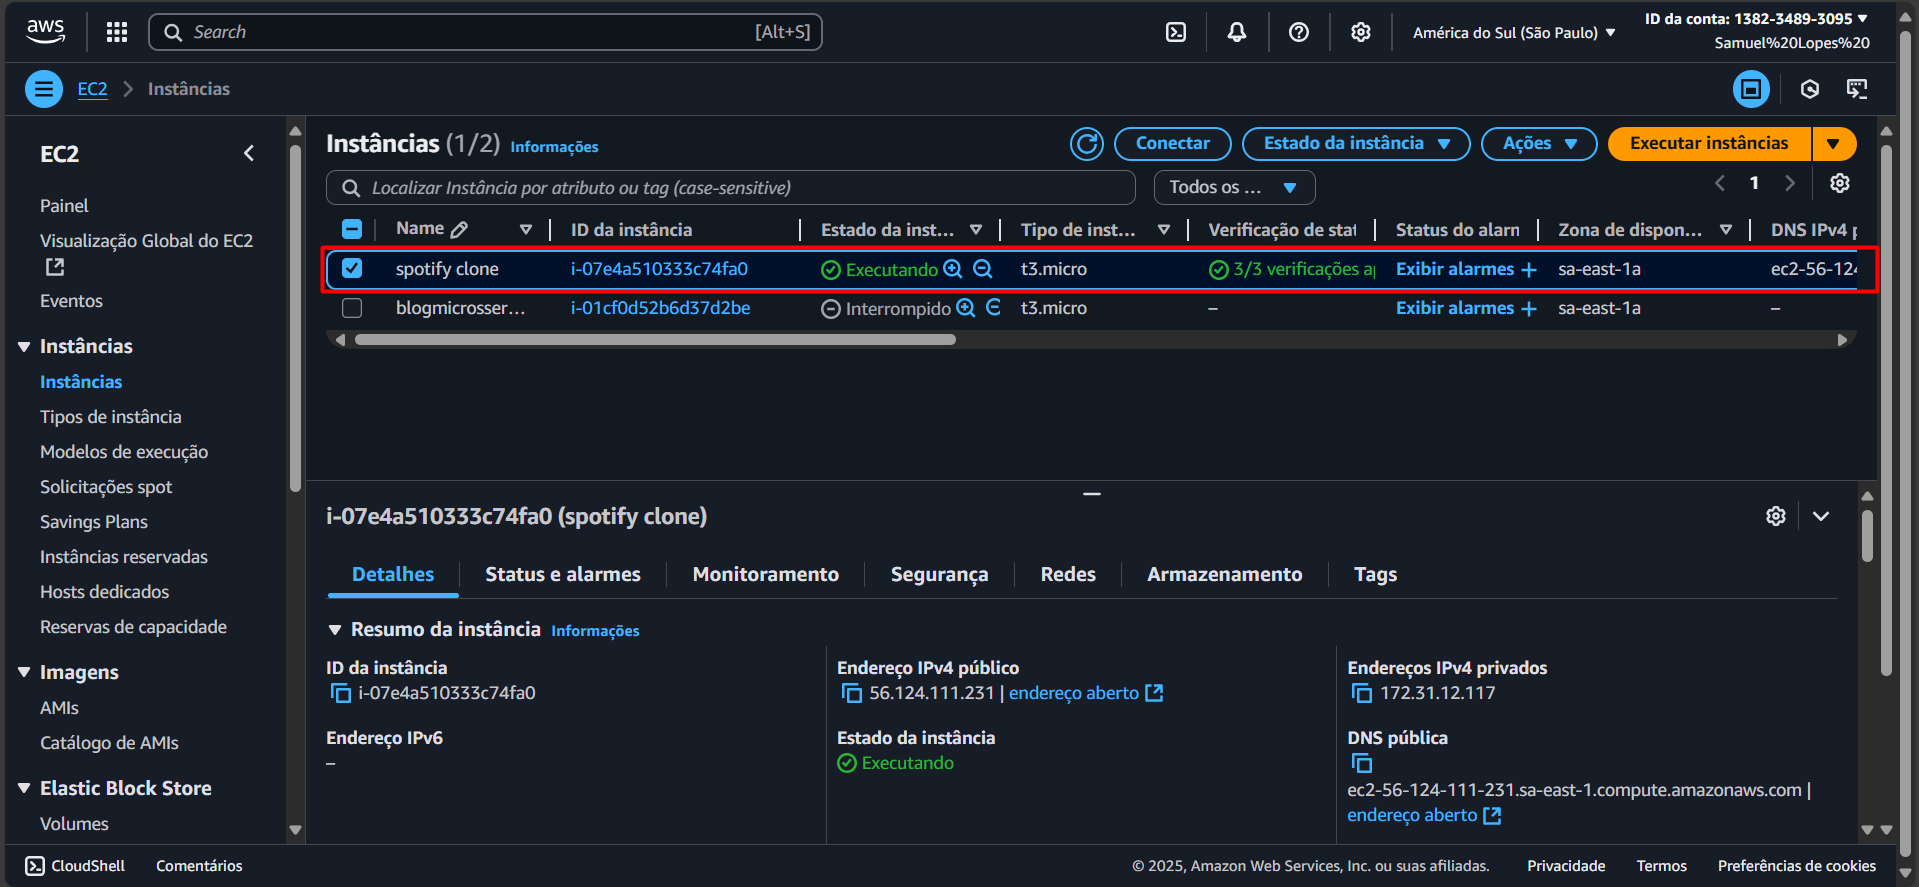 aws
Search [Alt+S]
América do Sul (São Paulo)
ID da conta: 1382-3489-3095
Samuel%20Lopes%20
EC2 Instâncias
EC2
Painel
Visualização Global do EC2
Eventos
Instâncias
Instâncias
Tipos de instância
Modelos de execução
Solicitações spot
Savings Plans
Instâncias reservadas
Hosts dedicados
Reservas de capacidade
Imagens
AMIs
Catálogo de AMIs
Elastic Block Store
Volumes
Instâncias (1/2) Informações
Conectar Estado da instância Ações Executar instâncias
Localizar Instância por atributo ou tag (case-sensitive) Todos os ... 1
Name ID da instância Estado da inst... Tipo de inst... Verificação de stat Status do alarn Zona de dispon... DNS IPv4 p
spotify clone i-07e4a510333c74fa0 Executando t3.micro 3/3 verificações ap Exibir alarmes + sa-east-1a ec2-56-124
blogmicrosser... i-01cf0d52b6d37d2be Interrompido t3.micro – Exibir alarmes + sa-east-1a –
i-07e4a510333c74fa0 (spotify clone)
Detalhes Status e alarmes Monitoramento Segurança Redes Armazenamento Tags
Resumo da instância Informações
ID da instância
i-07e4a510333c74fa0
Endereço IPv6
–
Endereço IPv4 público
56.124.111.231 | endereço aberto
Estado da instância
Executando
Endereços IPv4 privados
172.31.12.117
DNS pública
ec2-56-124-111-231.sa-east-1.compute.amazonaws.com |
endereço aberto
CloudShell Comentários © 2025, Amazon Web Services, Inc. ou suas afiliadas. Privacidade Termos Preferências de cookies